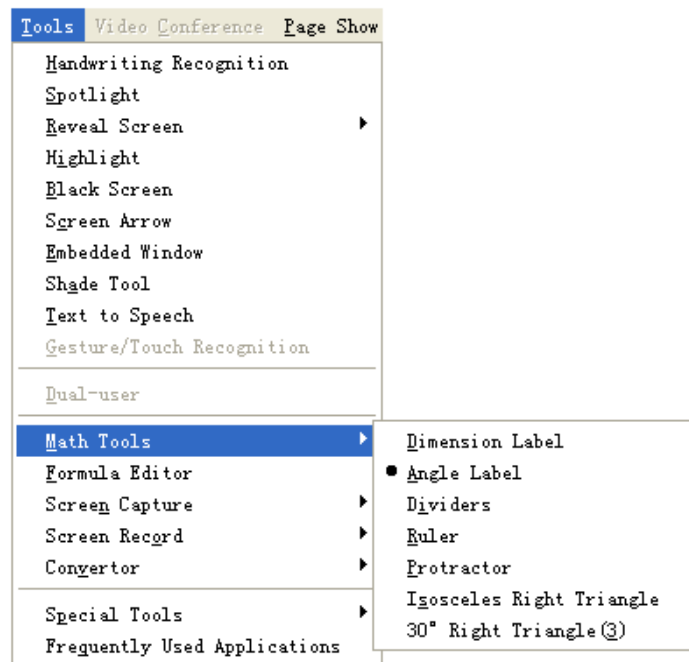 Tools Video Conference Page Show
Handwriting Recognition
Spotlight
Reveal Screen
Highlight
Black Screen
Screen Arrow
Embedded Window
Shade Tool
Text to Speech
Gesture/Touch Recognition
Dual-user
Math Tools
Formula Editor
Screen Capture
Screen Record
Convertor
Special Tools
Frequently Used Applications
Dimension Label
Angle Label
Dividers
Ruler
Protractor
Isosceles Right Triangle
30° Right Triangle(3)